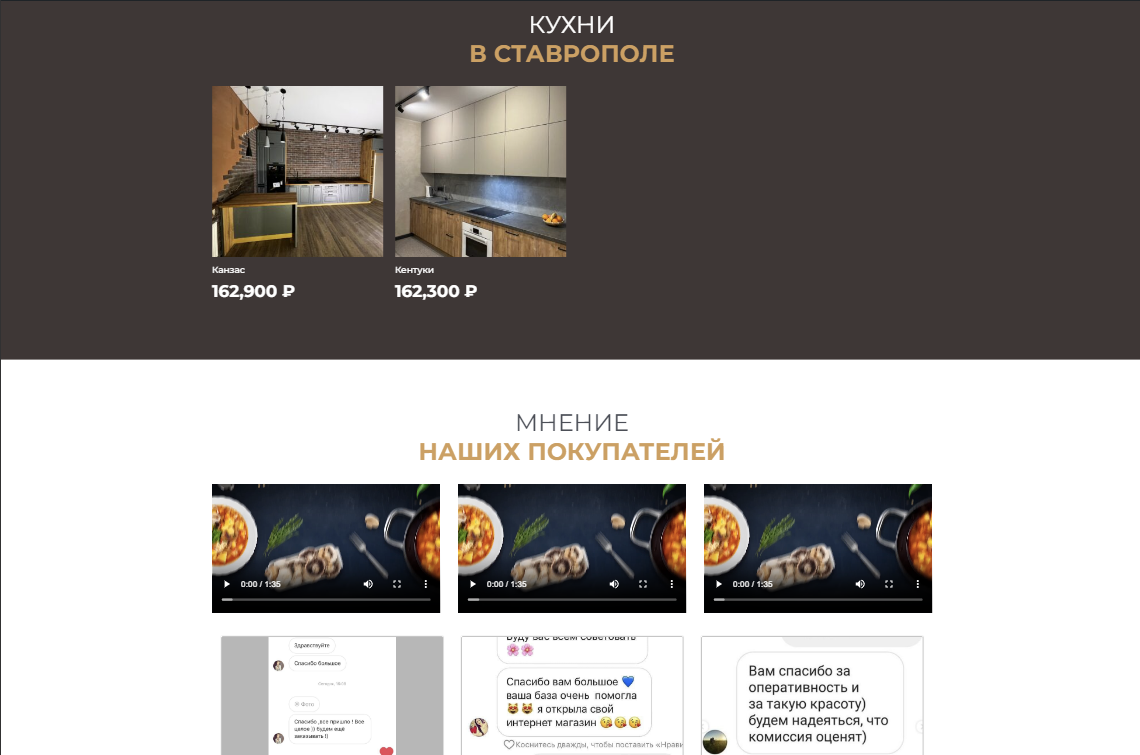 КУХНИ
В СТАВРОПОЛЕ
Канзас
162,900 ₽
Кентуки
162,300 ₽
МНЕНИЕ
НАШИХ ПОКУПАТЕЛЕЙ
0:00 / 1:35
0:00 / 1:35
0:00 / 1:35
Здравствуйте
Спасибо большое
Фото
Спасибо ,все пришло ! Все
целое )) будем ещё
заказывать !)
Буду вас всем советовать
🌸🌸
Спасибо вам большое 💙
ваша база очень помогла
😻😻 я открыла свой
интернет магазин 😘😘😘
Коснитесь дважды, чтобы поставить «Нрави
Вам спасибо за
оперативность и
за такую красоту)
будем надеяться, что
комиссия оценят)